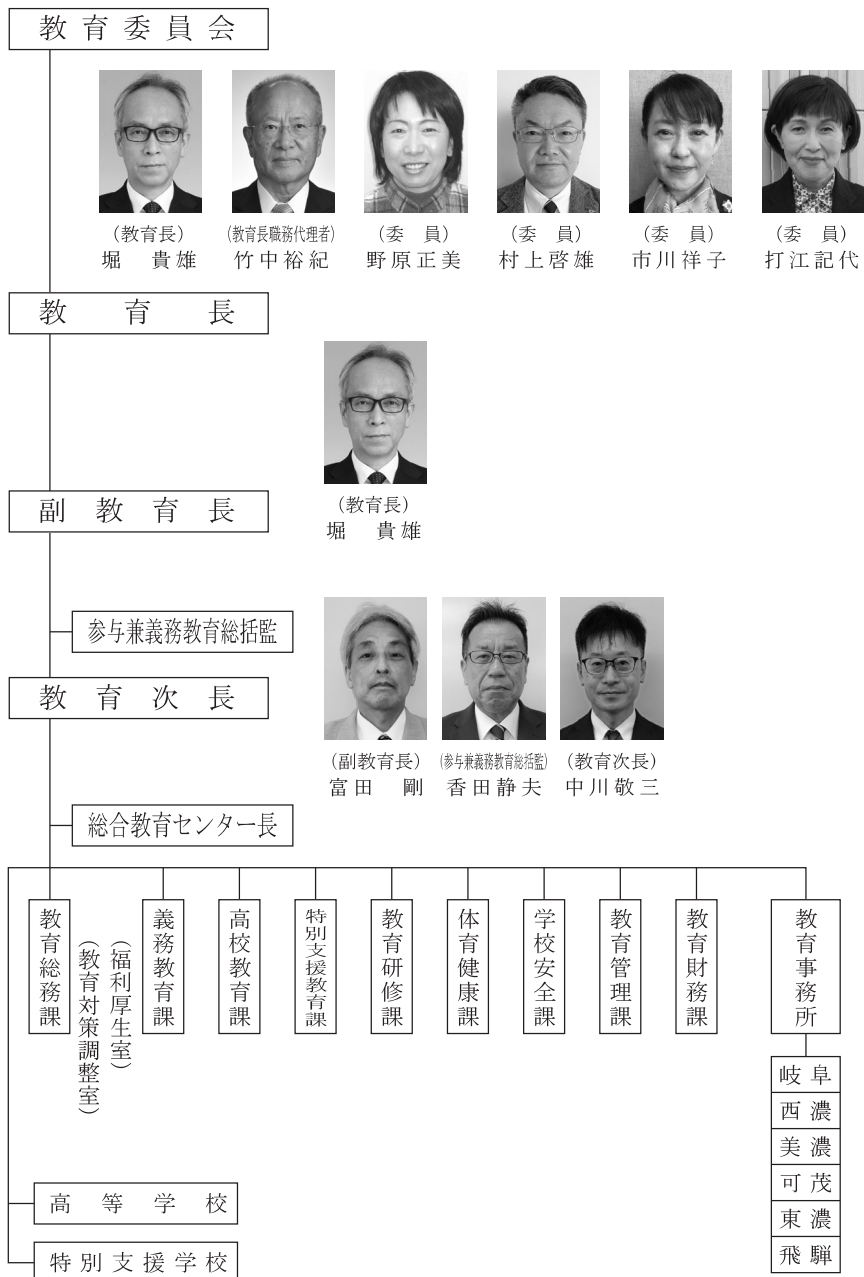 教育委員会
(教育長)
堀　貴雄
(教育長職務代理者)
竹中裕紀
(委　員)
野原正美
(委　員)
村上啓雄
(委　員)
市川祥子
(委　員)
打江記代
教育長
(教育長)
堀　貴雄
副教育長
参与兼義務教育総括監
教育次長
(副教育長)
富田　剛
(参与兼義務教育総括監)
香田静夫
(教育次長)
中川敬三
総合教育センター長
教育総務課
(教育対策調整室)
(福利厚生室)
義務教育課
高校教育課
特別支援教育課
教育研修課
体育健康課
学校安全課
教育管理課
教育財務課
教育事務所
岐阜
西濃
美濃
可茂
東濃
飛騨
高等学校
特別支援学校